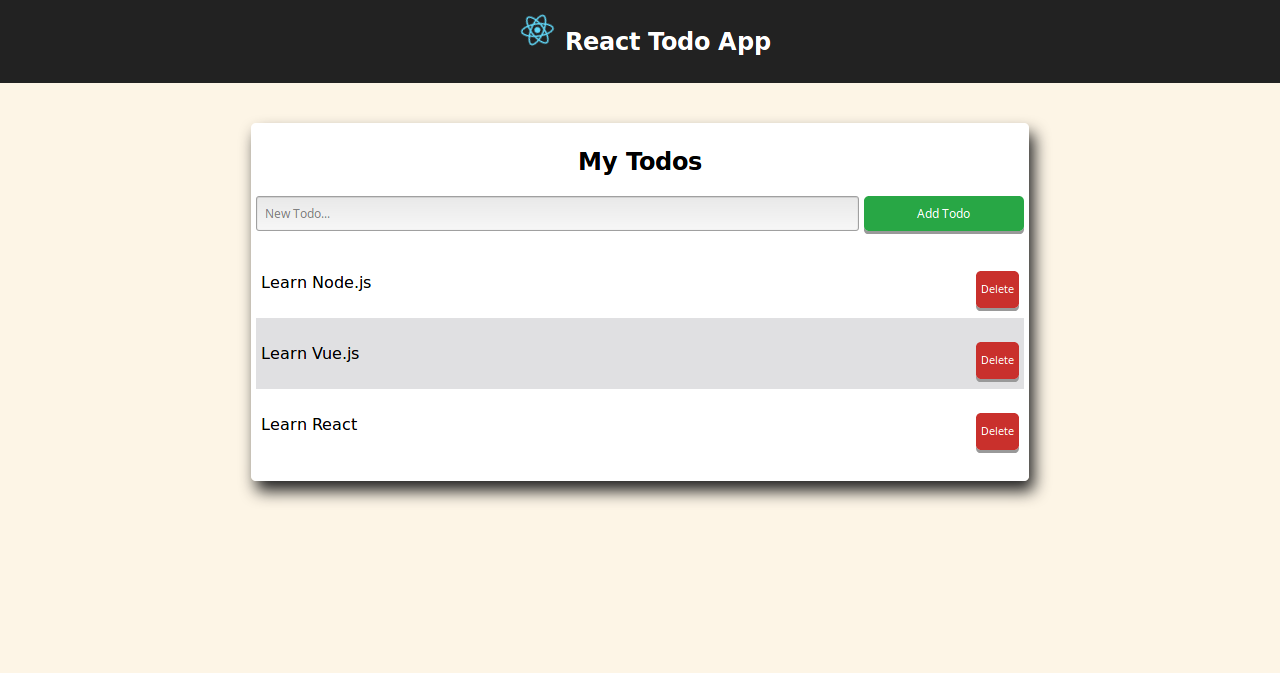 React Todo App
My Todos
New Todo...
Add Todo
Learn Node.js
Delete
Learn Vue.js
Delete
Learn React
Delete